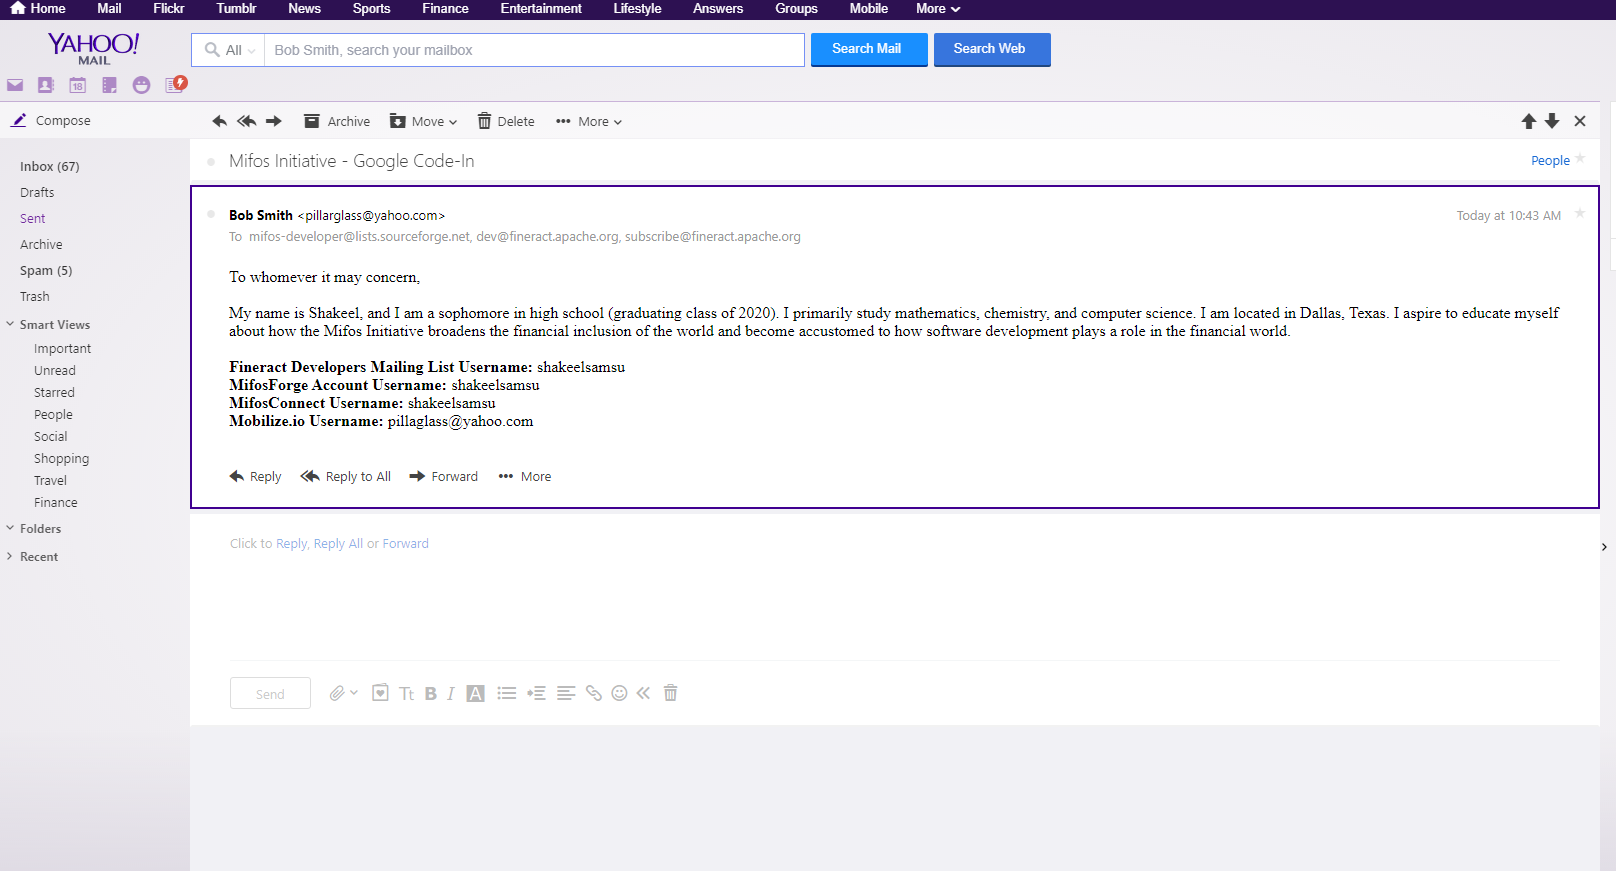 Home Mail Flickr Tumblr News Sports Finance Entertainment Lifestyle Answers Groups Mobile More
YAHOO!
MAIL
All Bob Smith, search your mailbox Search Mail Search Web
18
Compose
Archive Move Delete More
Inbox (67)
Drafts
Sent
Archive
Spam (5)
Trash
Smart Views
Important
Unread
Starred
People
Social
Shopping
Travel
Finance
Folders
Recent
Mifos Initiative - Google Code-In People
Bob Smith <pillarglass@yahoo.com> Today at 10:43 AM
To mifos-developer@lists.sourceforge.net, dev@fineract.apache.org, subscribe@fineract.apache.org
To whomever it may concern,
My name is Shakeel, and I am a sophomore in high school (graduating class of 2020). I primarily study mathematics, chemistry, and computer science. I am located in Dallas, Texas. I aspire to educate myself
about how the Mifos Initiative broadens the financial inclusion of the world and become accustomed to how software development plays a role in the financial world.
Fineract Developers Mailing List Username: shakeelsamsu
MifosForge Account Username: shakeelsamsu
MifosConnect Username: shakeelsamsu
Mobilize.io Username: pillaglass@yahoo.com
Reply Reply to All Forward More
Click to Reply, Reply All or Forward
Send Tt B I A